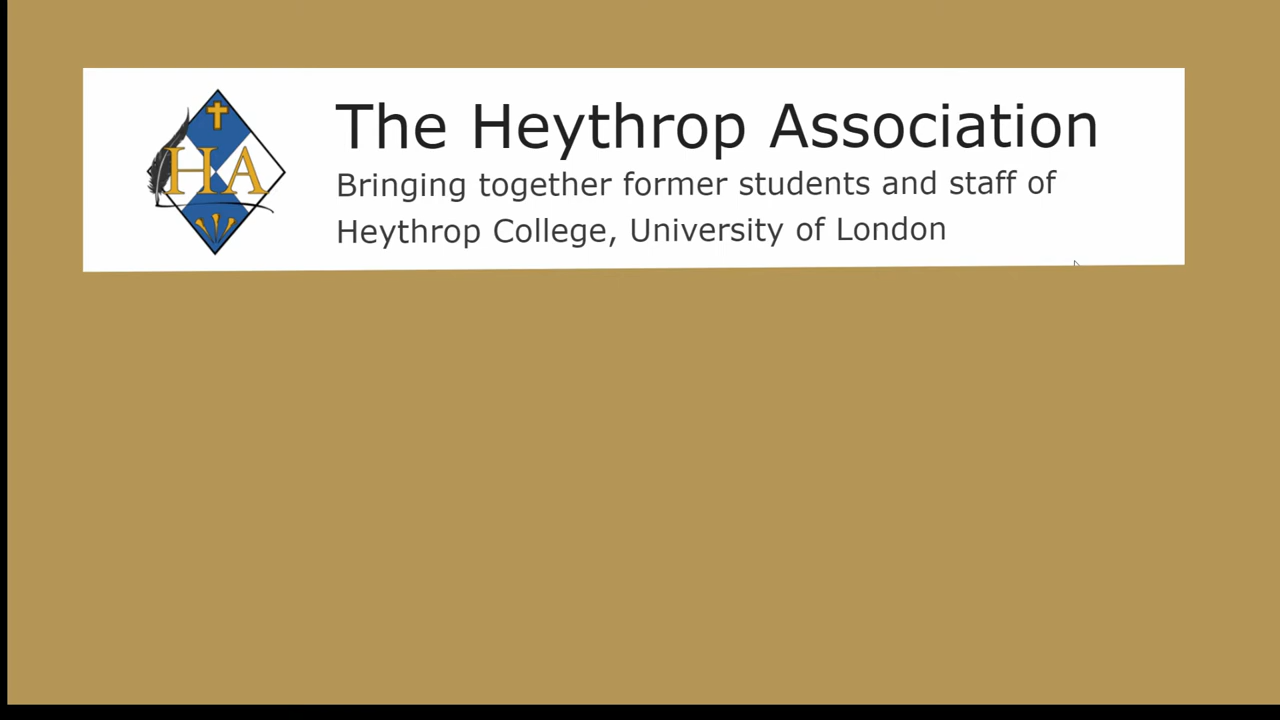 HA
The Heythrop Association
Bringing together former students and staff of
Heythrop College, University of London